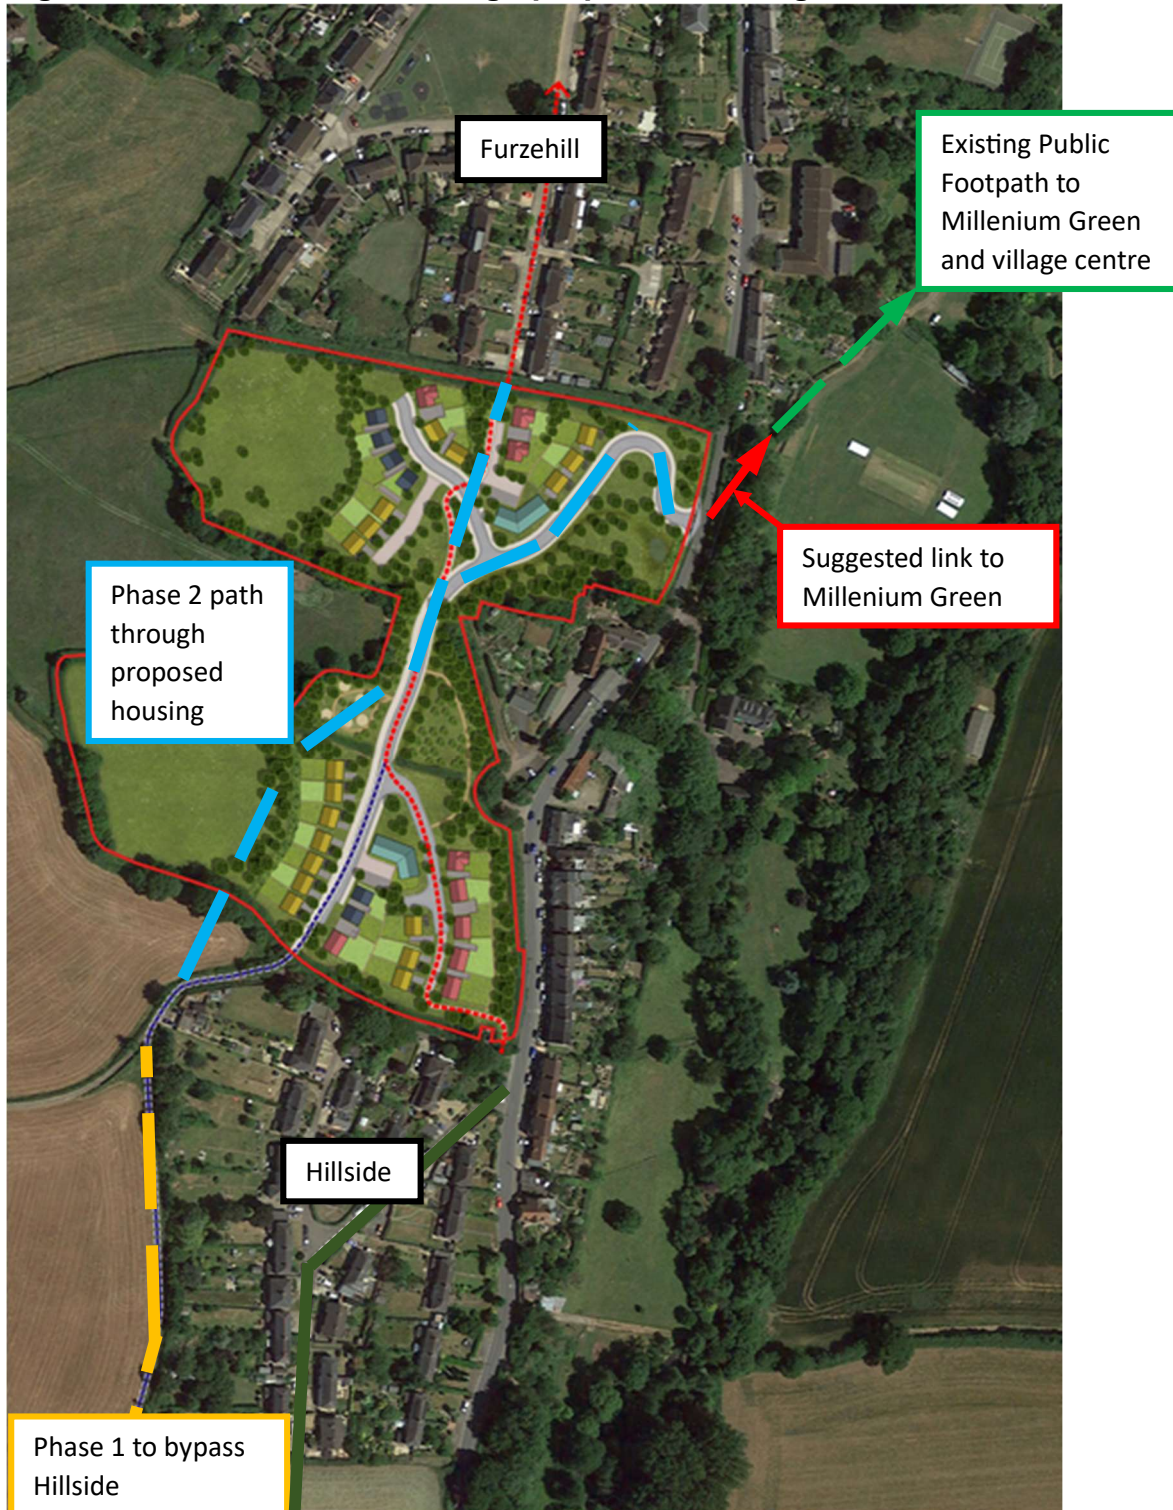 Furzehill
Existing Public
Footpath to
Millenium Green
and village centre
Suggested link to
Millenium Green
Phase 2 path
through
proposed
housing
Hillside
Phase 1 to bypass
Hillside